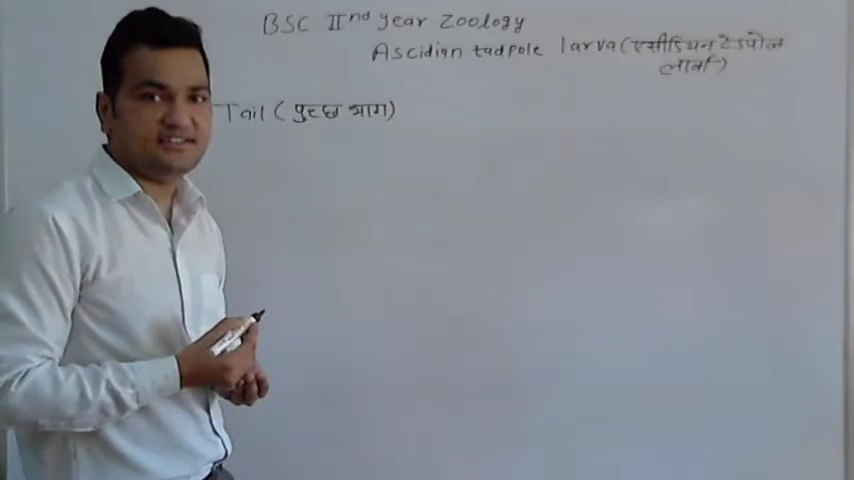 BSC IInd year Zoology
Ascidian tadpole larva (एसीडियन टेडपोल
लार्वा)
Tail ( पुच्छ भाग)